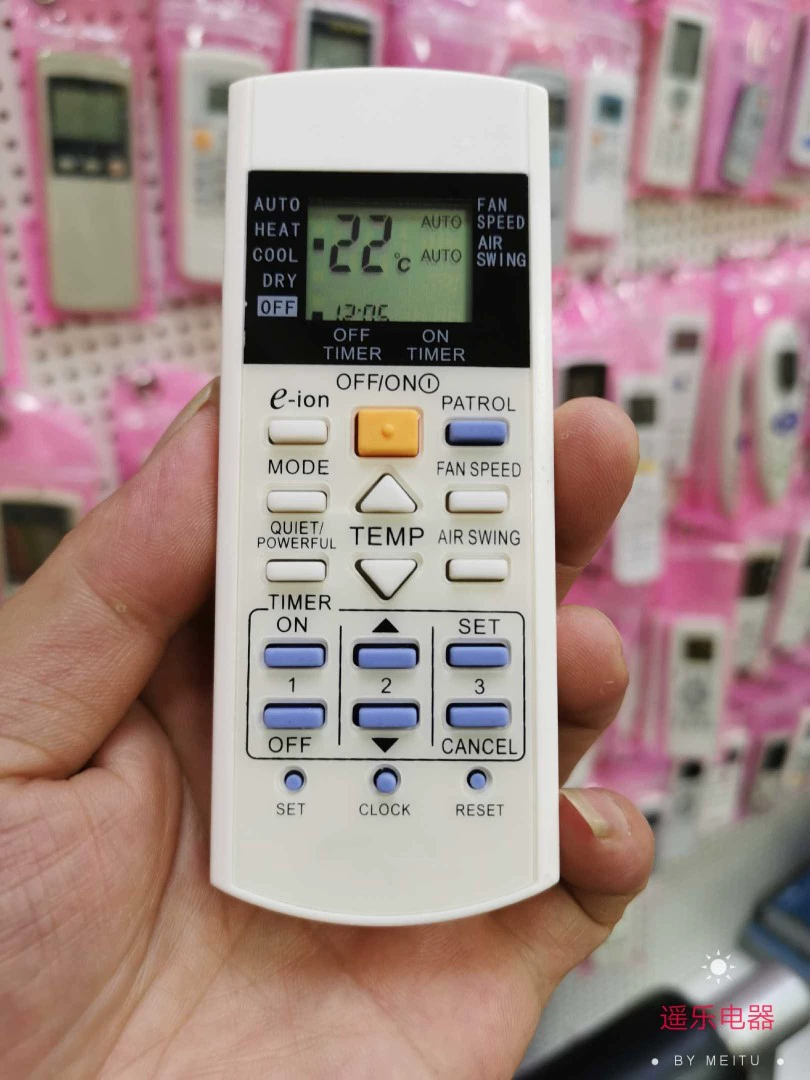 AUTO
HEAT
COOL
DRY
OFF
22°C
AUTO
AUTO
12:05
FAN
SPEED
AIR
SWING
OFF
TIMER
ON
TIMER
OFF/ON
e-ion
PATROL
MODE
FAN SPEED
QUIET/
POWERFUL
TEMP
AIR SWING
TIMER
ON
▲
SET
1
2
3
OFF
▼
CANCEL
SET
CLOCK
RESET
遥乐电器
● BY MEITU ●